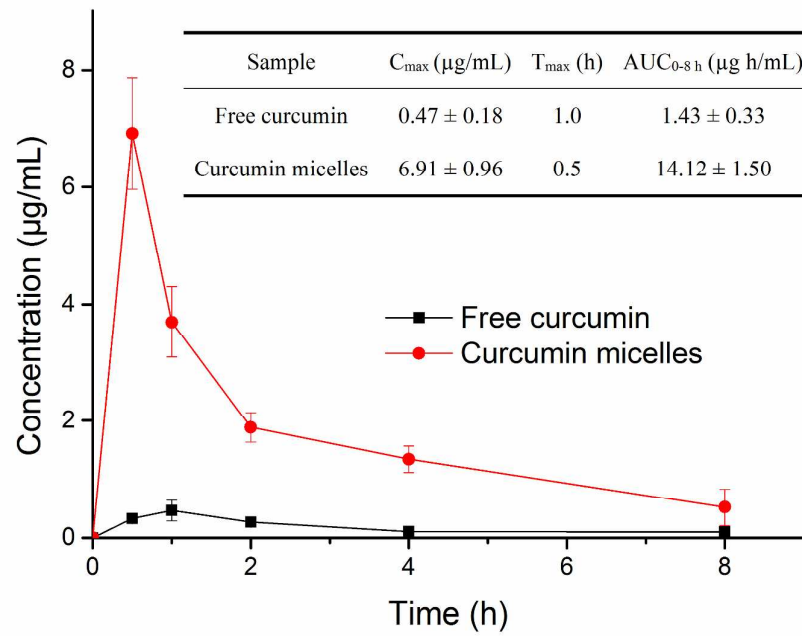 Sample Cmax (µg/mL) Tmax (h) AUC0-8 h (µg h/mL)
Free curcumin 0.47 ± 0.18 1.0 1.43 ± 0.33
Curcumin micelles 6.91 ± 0.96 0.5 14.12 ± 1.50
Free curcumin
Curcumin micelles
Concentration (µg/mL)
8
6
4
2
0
0 2 4 6 8
Time (h)